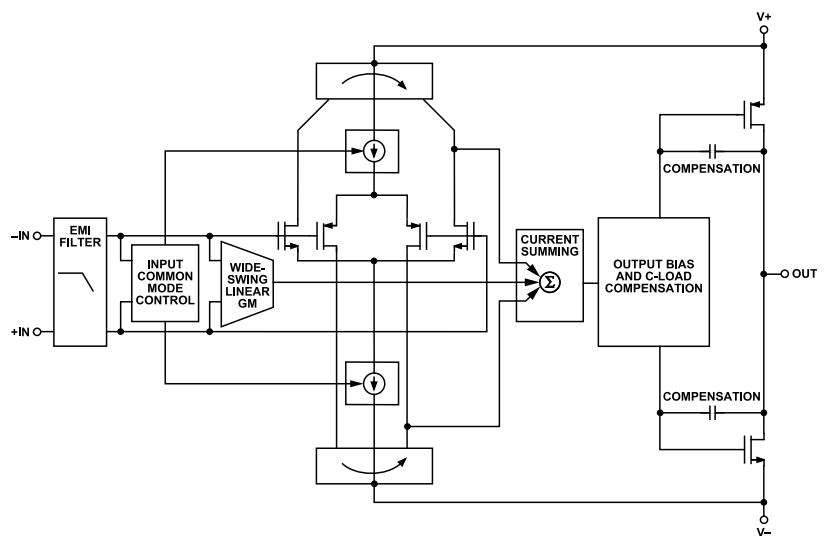 V+
COMPENSATION
–IN
EMI
FILTER
INPUT
COMMON
MODE
CONTROL
WIDE-
SWING
LINEAR
GM
CURRENT
SUMMING
Σ
OUTPUT BIAS
AND C-LOAD
COMPENSATION
OUT
+IN
COMPENSATION
V–